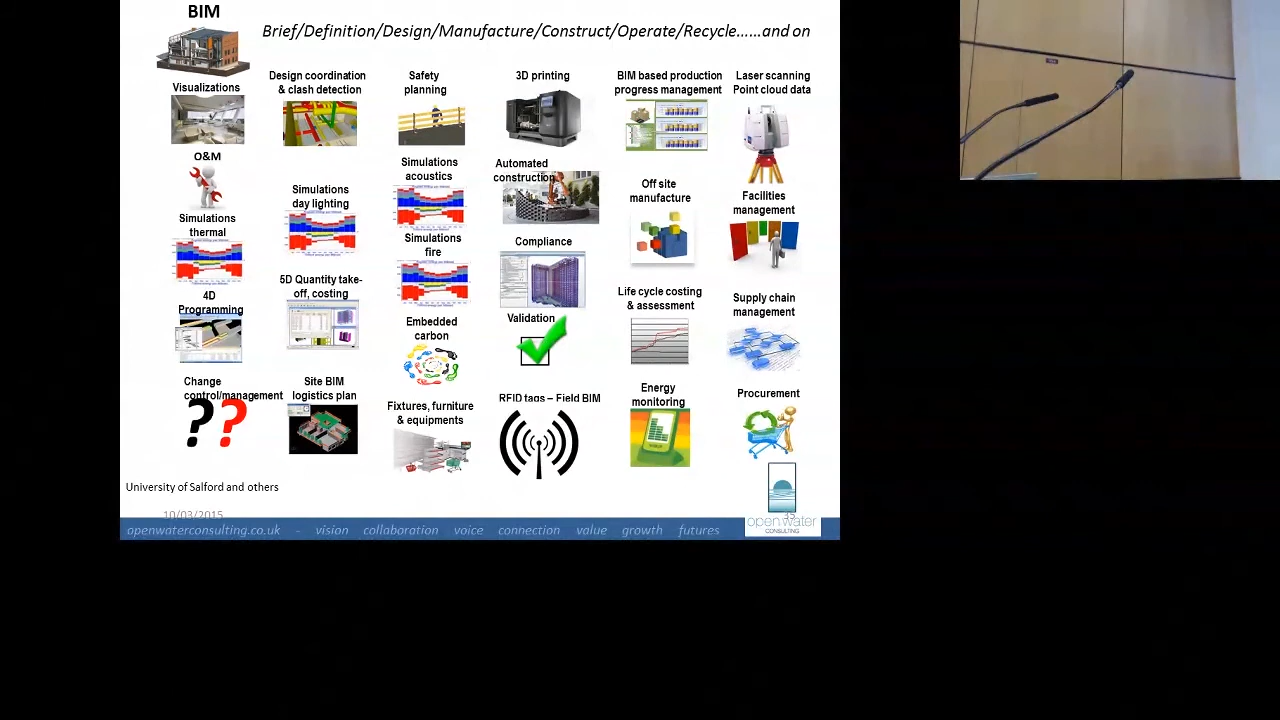 BIM
Brief/Definition/Design/Manufacture/Construct/Operate/Recycle……and on
Visualizations
Design coordination
& clash detection
Safety
planning
3D printing
BIM based production
progress management
Laser scanning
Point cloud data
O&M
Simulations
day lighting
Simulations
acoustics
Automated
construction
Off site
manufacture
Facilities
management
Simulations
thermal
5D Quantity take-
off, costing
Simulations
fire
Compliance
Life cycle costing
& assessment
Supply chain
management
4D
Programming
Embedded
carbon
Validation
Energy
monitoring
Procurement
Change
control/management
??
Site BIM
logistics plan
Fixtures, furniture
& equipments
RFID tags – Field BIM
University of Salford and others
10/03/2015
35
openwaterconsulting.co.uk - vision collaboration voice connection value growth futures
open water
CONSULTING